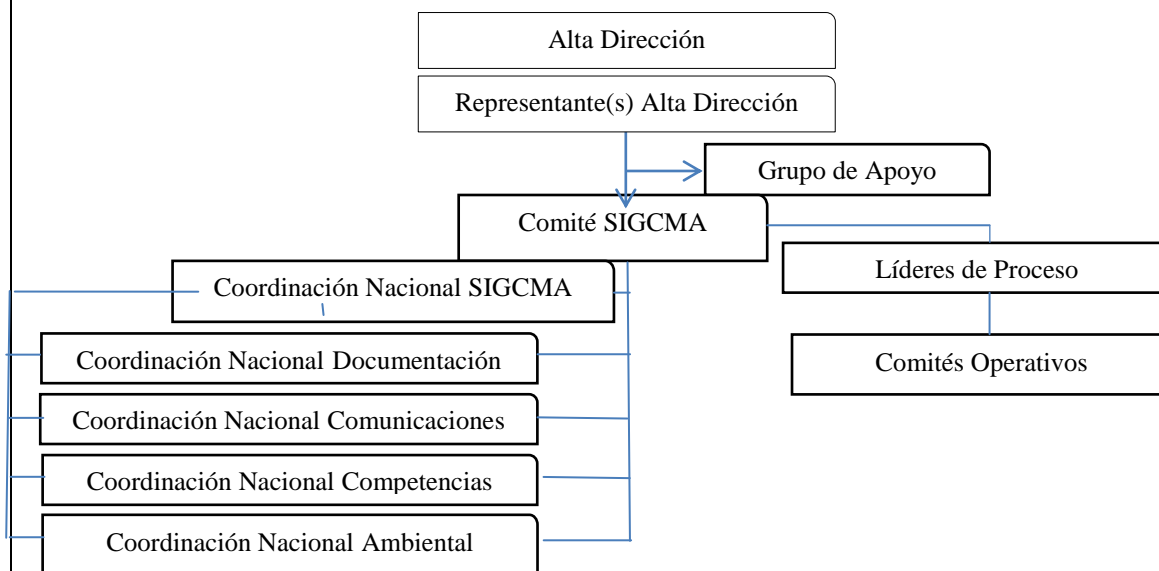 Alta Dirección
Representante(s) Alta Dirección
Grupo de Apoyo
Comité SIGCMA
Líderes de Proceso
Coordinación Nacional SIGCMA
Comités Operativos
Coordinación Nacional Documentación
Coordinación Nacional Comunicaciones
Coordinación Nacional Competencias
Coordinación Nacional Ambiental